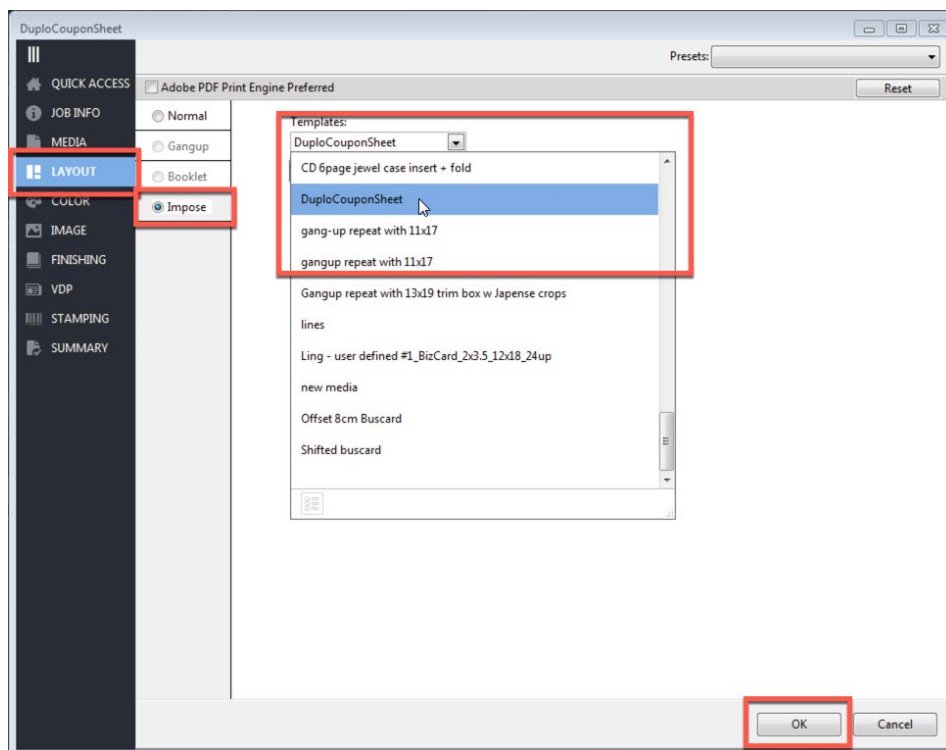 DuploCouponSheet
Presets:
QUICK ACCESS
Adobe PDF Print Engine Preferred
Reset
JOB INFO
MEDIA
LAYOUT
COLOR
IMAGE
FINISHING
VDP
STAMPING
SUMMARY
Normal
Gangup
Booklet
Impose
Templates:
DuploCouponSheet
CD 6page jewel case insert + fold
DuploCouponSheet
gang-up repeat with 11x17
gangup repeat with 11x17
Gangup repeat with 13x19 trim box w Japense crops
lines
Ling - user defined #1_BizCard_2x3.5_12x18_24up
new media
Offset 8cm Buscard
Shifted buscard
OK
Cancel